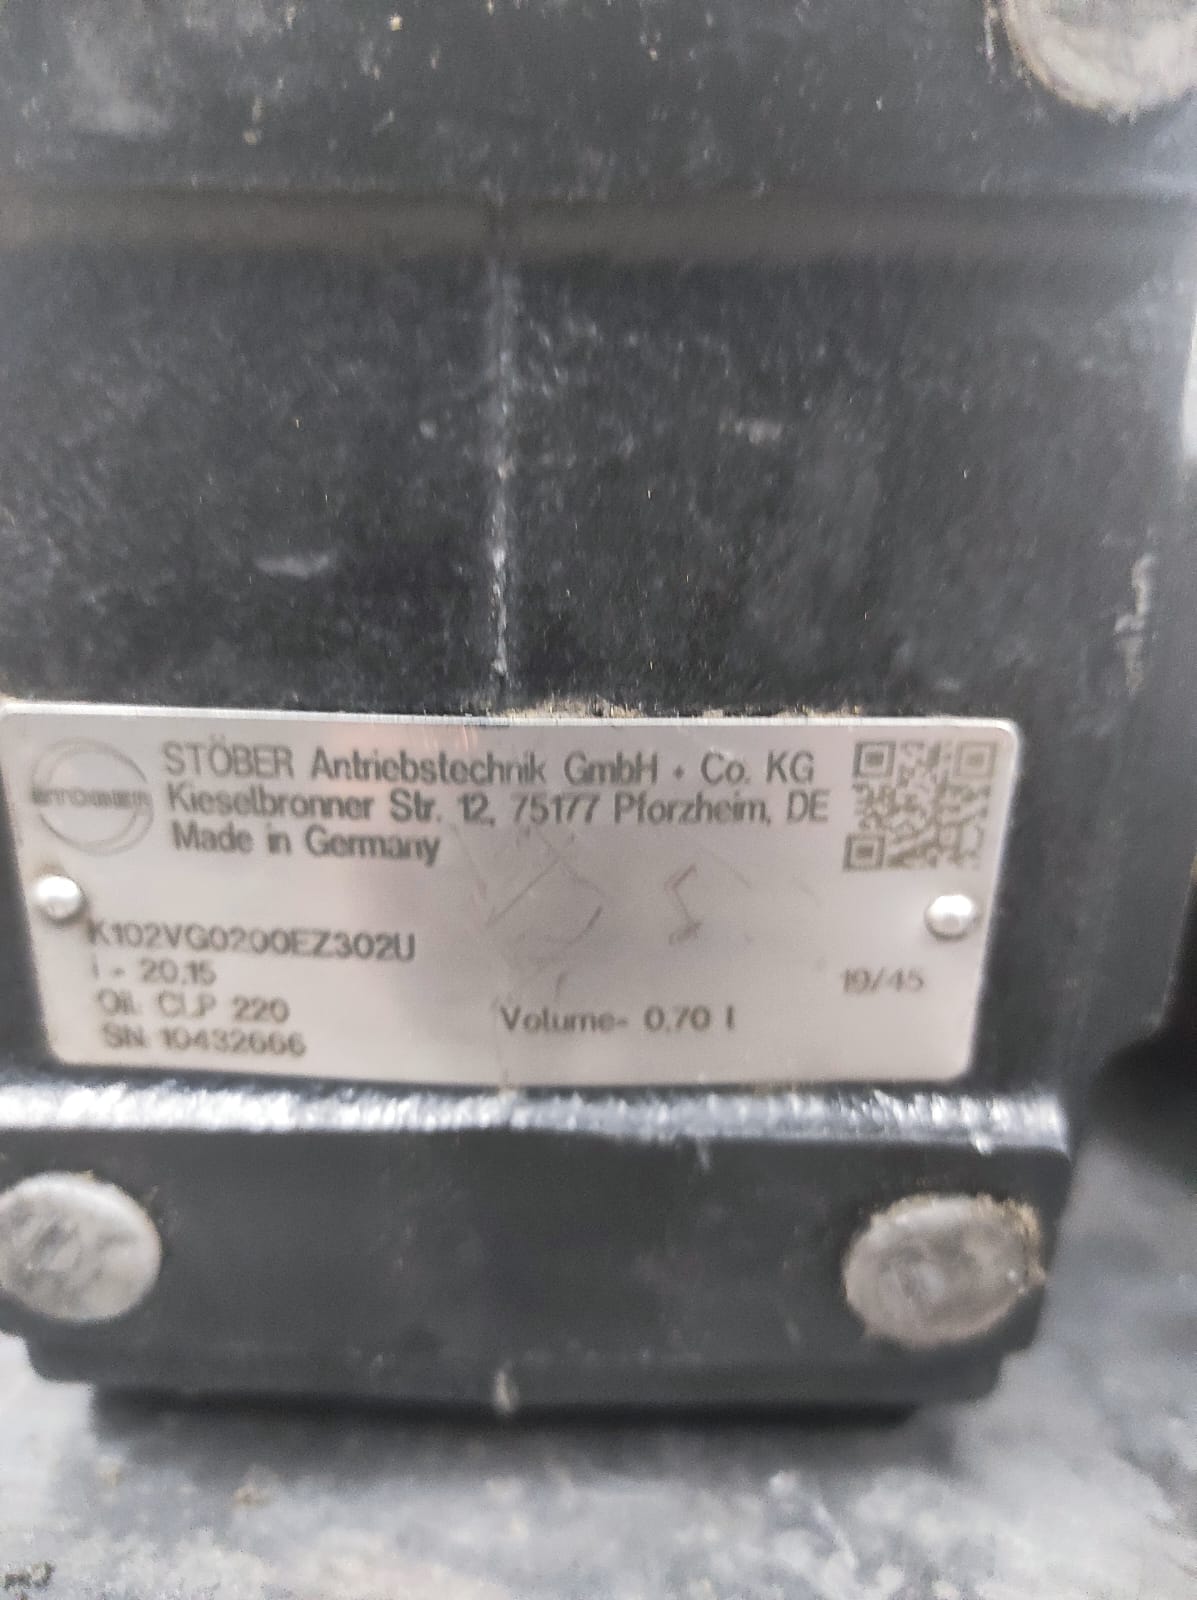 STÖBER Antriebstechnik GmbH + Co. KG
Kieselbronner Str. 12, 75177 Pforzheim, DE
Made in Germany
STOBER
K102VG0200EZ302U
i = 20.15
19/45
Oil: CLP 220
Volume= 0.70 l
SN: 10432666